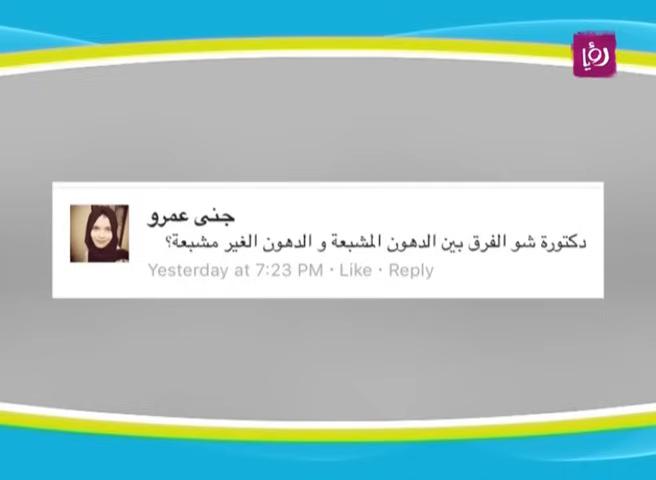 رؤيا
جنى عمرو
دكتورة شو الفرق بين الدهون المشبعة و الدهون الغير مشبعة؟
Yesterday at 7:23 PM · Like · Reply